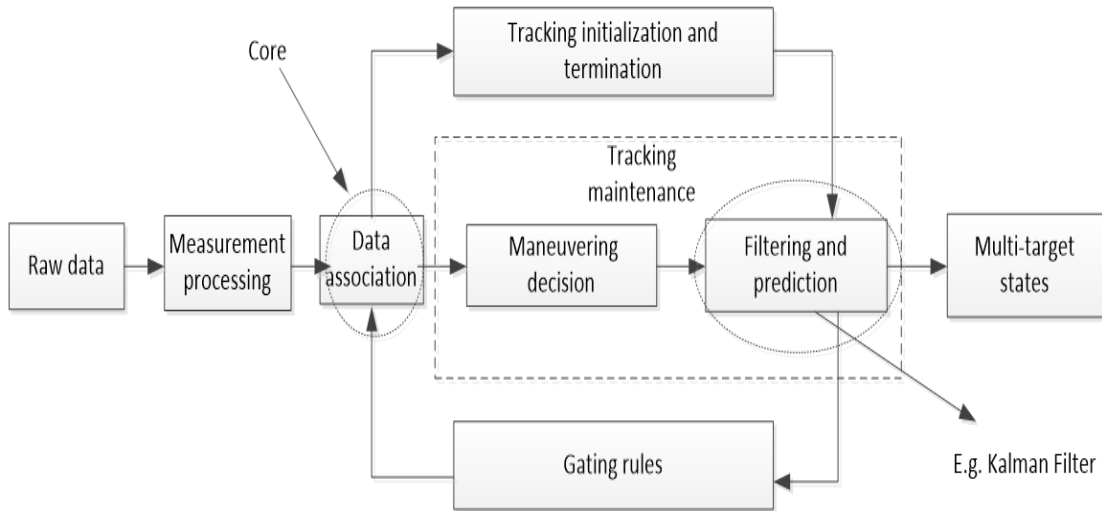 Tracking initialization and
termination
Core
Tracking
maintenance
Raw data
Measurement
processing
Data
association
Maneuvering
decision
Filtering and
prediction
Multi-target
states
Gating rules
E.g. Kalman Filter